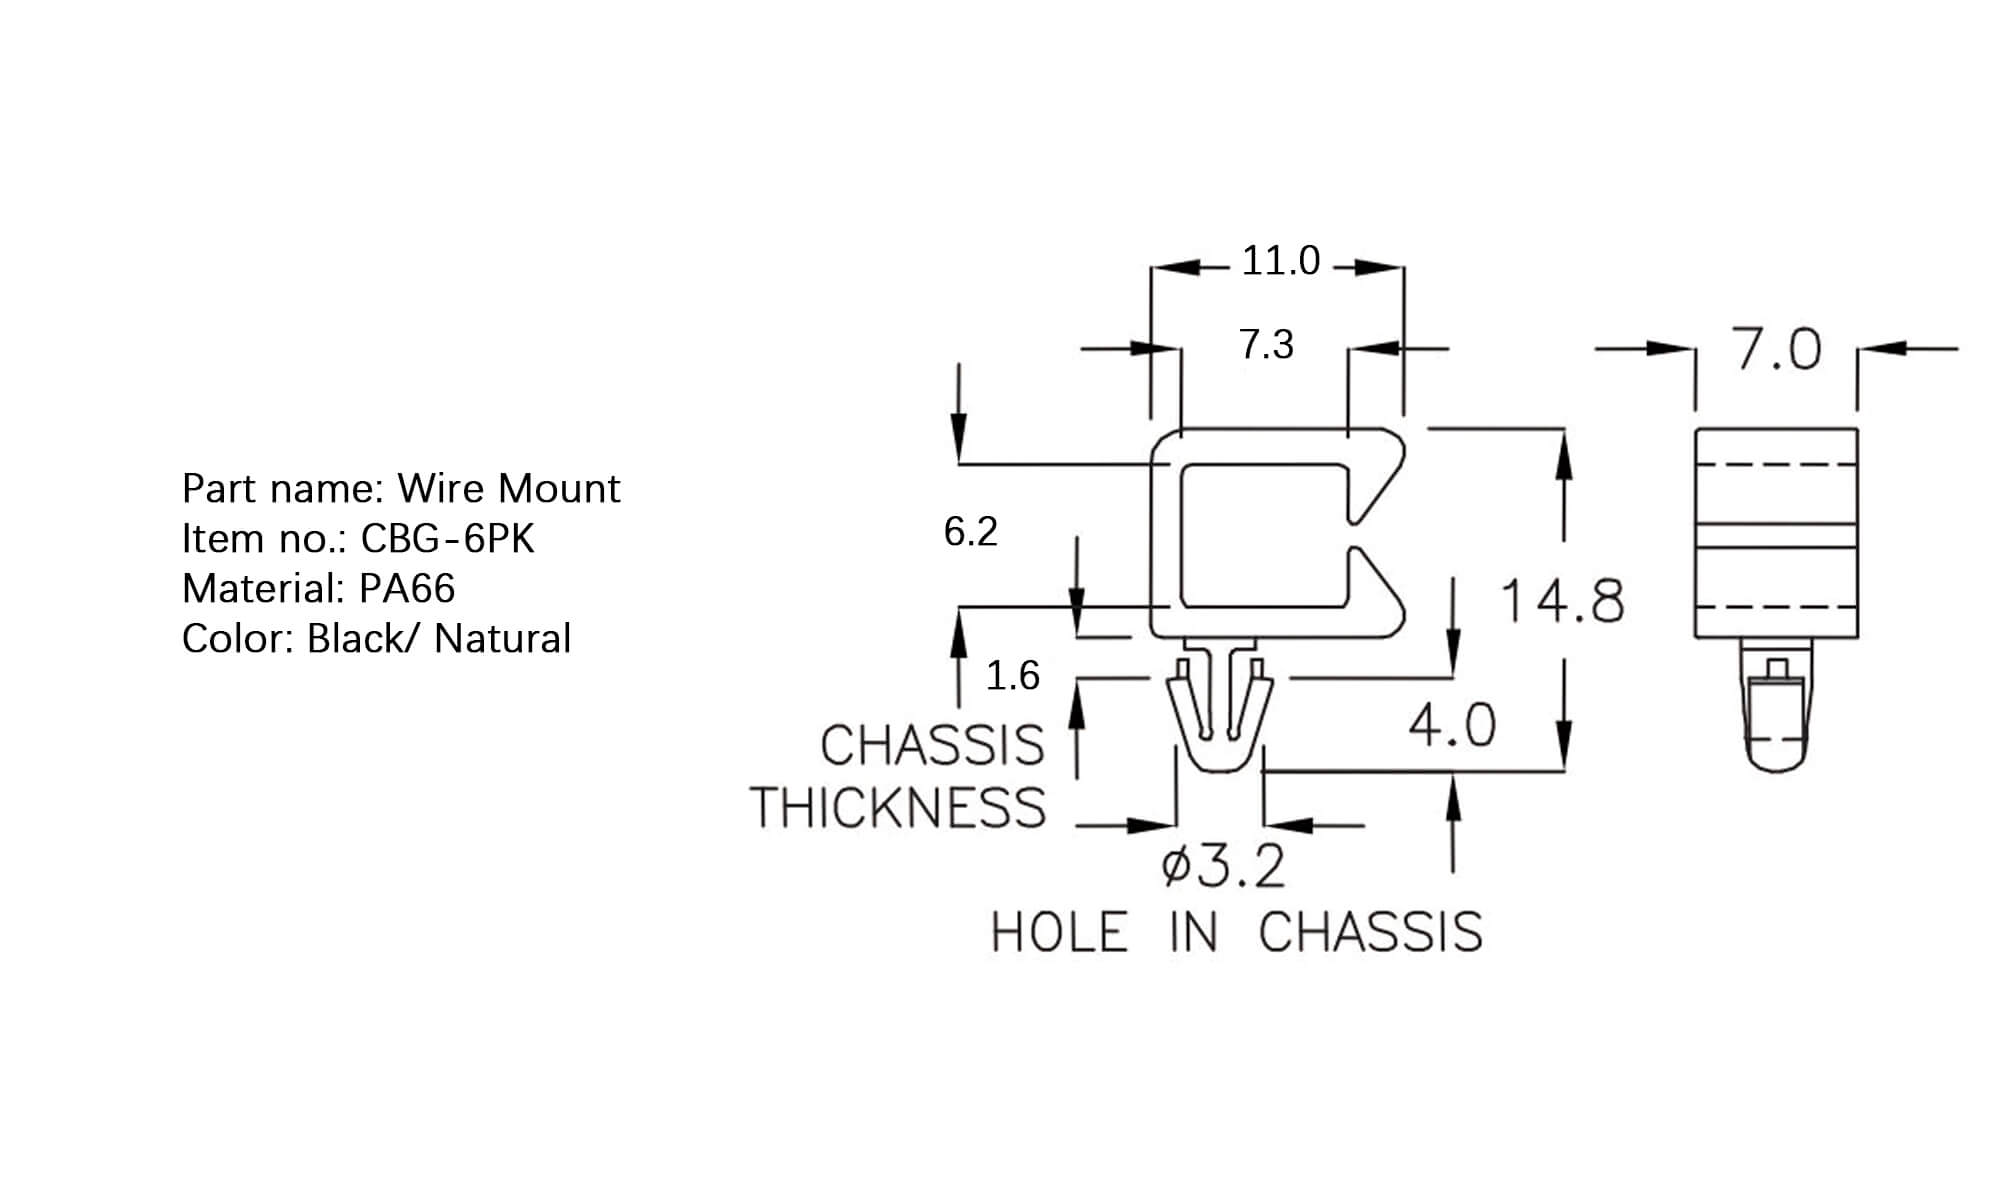 Part name: Wire Mount
Item no.: CBG-6PK
Material: PA66
Color: Black/ Natural
11.0
7.3
7.0
6.2
14.8
1.6
4.0
CHASSIS
THICKNESS
ø3.2
HOLE IN CHASSIS